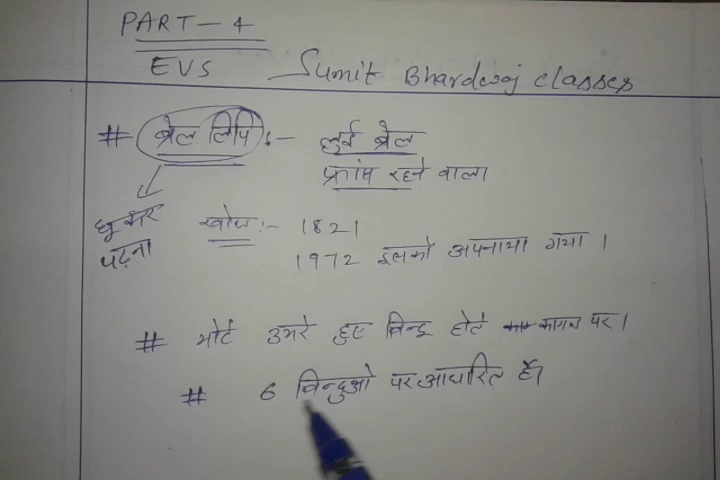 PART - 4
EVS Sumit Bhardwaj classes
# ब्रेल लिपि :- लुई ब्रेल
फ्रांस रहने वाला
छूकर पढ़ना
खोज :- 1821
1972 इसको अपनाया गया ।
# मोटे उभरे हुए बिन्दु होते कागज पर ।
# 6 बिन्दुओ पर आधारित है।